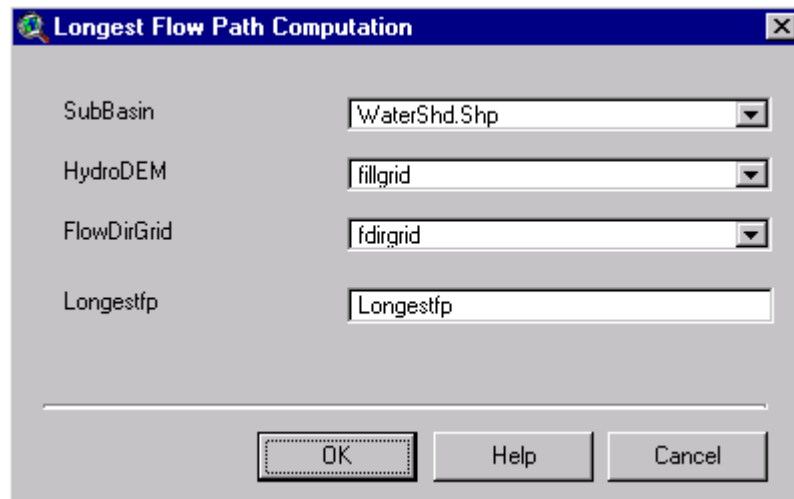 Longest Flow Path Computation
SubBasin WaterShd.Shp
HydroDEM fillgrid
FlowDirGrid fdirgrid
Longestfp Longestfp
OK Help Cancel